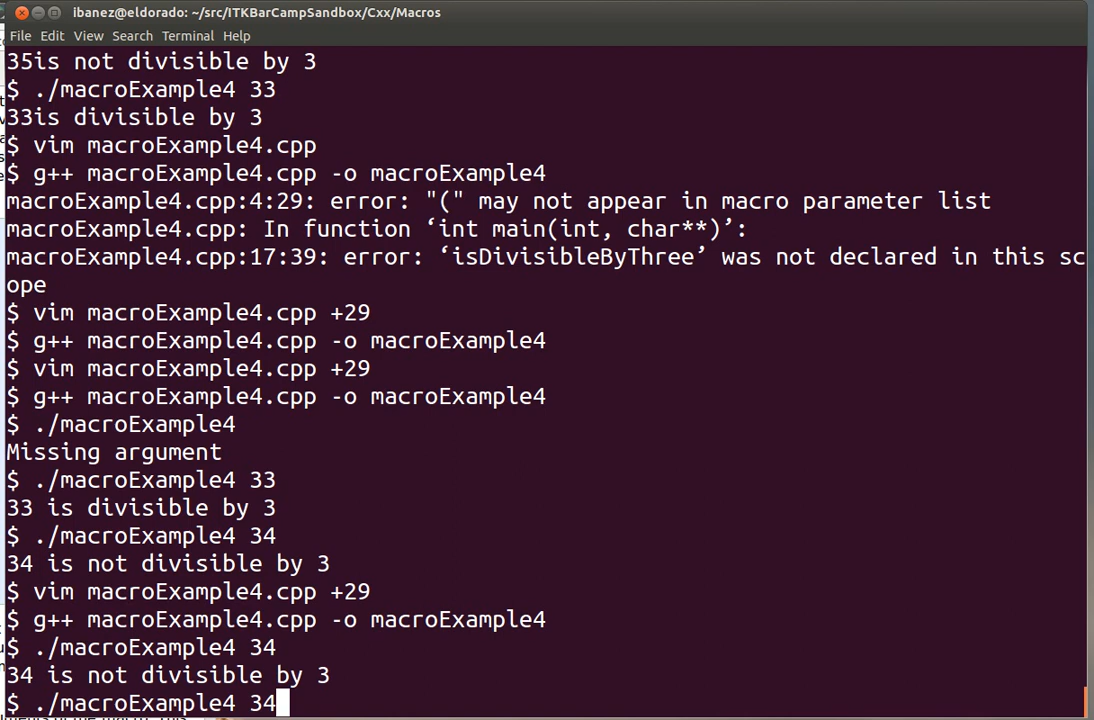 ibanez@eldorado: ~/src/ITKBarCampSandbox/Cxx/Macros
File Edit View Search Terminal Help
35is not divisible by 3
$ ./macroExample4 33
33is divisible by 3
$ vim macroExample4.cpp
$ g++ macroExample4.cpp -o macroExample4
macroExample4.cpp:4:29: error: "(" may not appear in macro parameter list
macroExample4.cpp: In function ‘int main(int, char**)’:
macroExample4.cpp:17:39: error: ‘isDivisibleByThree’ was not declared in this sc
ope
$ vim macroExample4.cpp +29
$ g++ macroExample4.cpp -o macroExample4
$ vim macroExample4.cpp +29
$ g++ macroExample4.cpp -o macroExample4
$ ./macroExample4
Missing argument
$ ./macroExample4 33
33 is divisible by 3
$ ./macroExample4 34
34 is not divisible by 3
$ vim macroExample4.cpp +29
$ g++ macroExample4.cpp -o macroExample4
$ ./macroExample4 34
34 is not divisible by 3
$ ./macroExample4 34